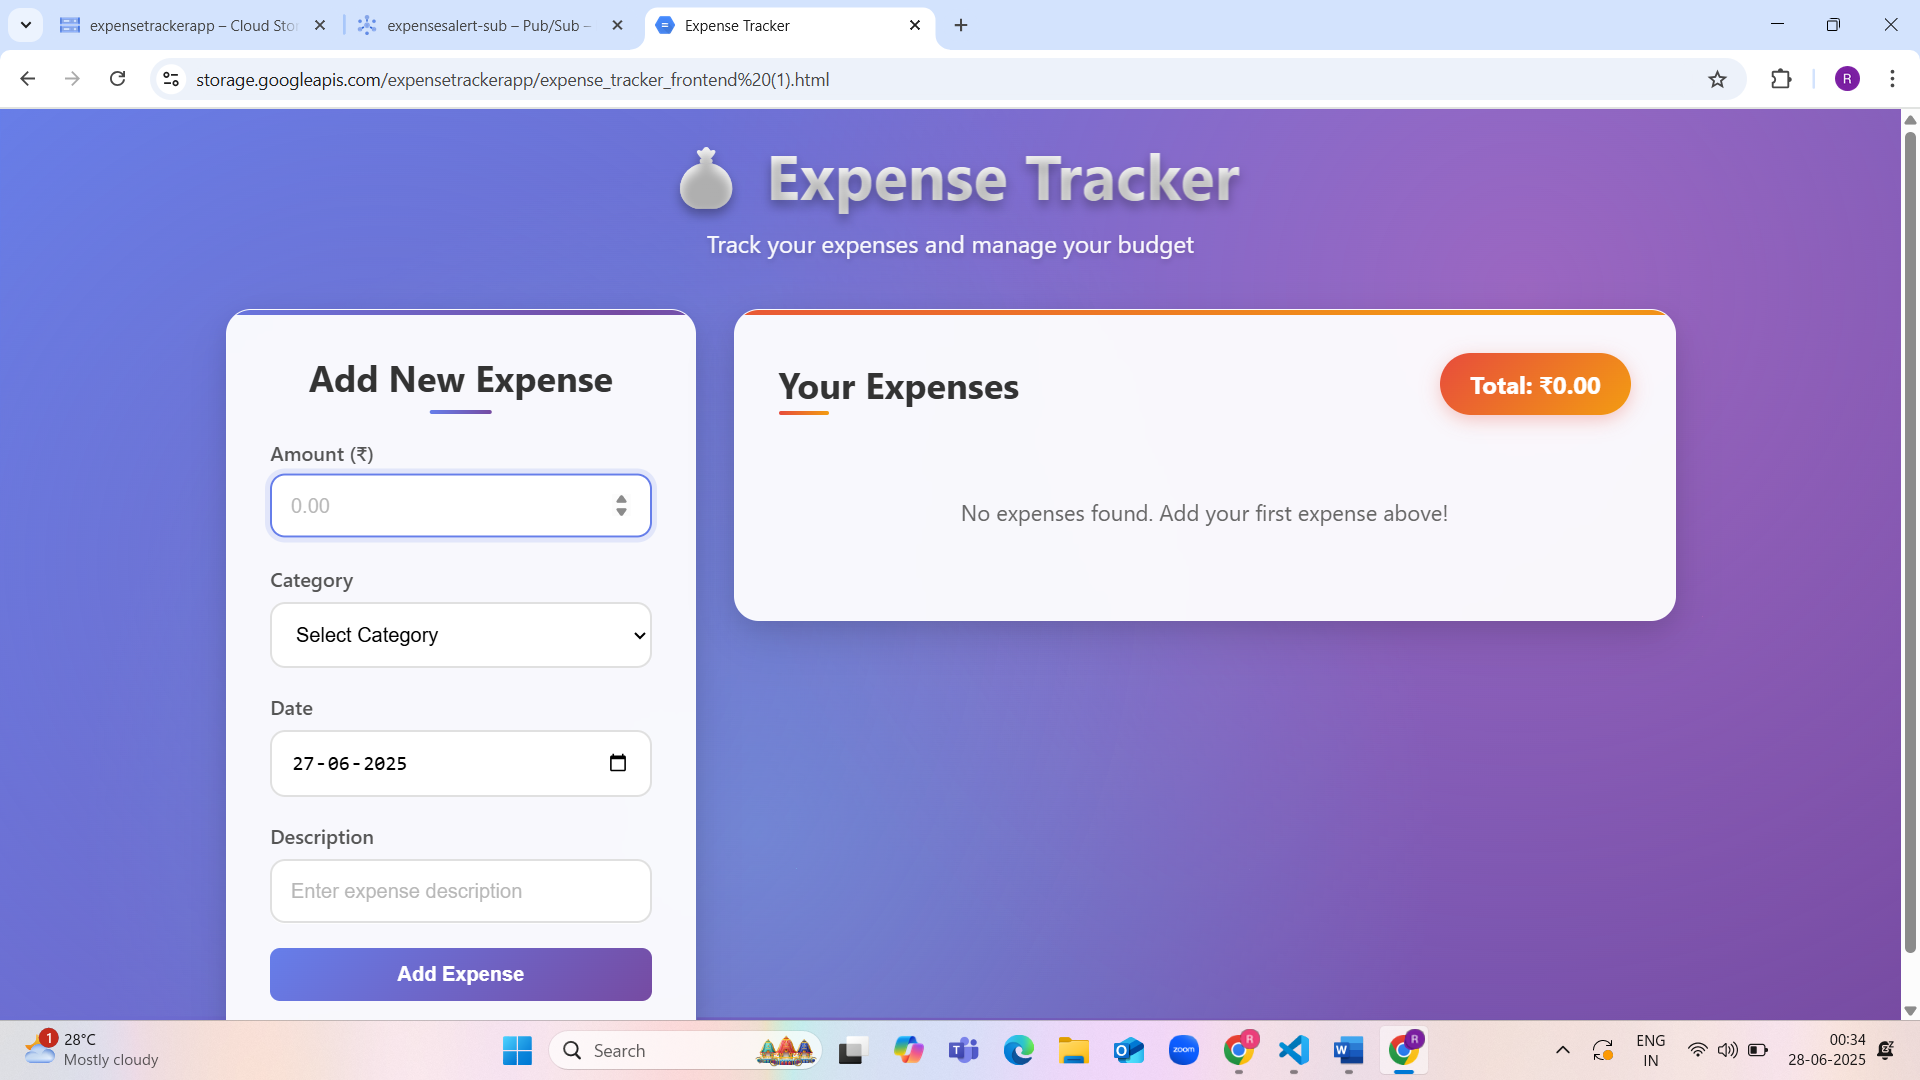 expensetrackerapp – Cloud Sto
expensesalert-sub – Pub/Sub –
Expense Tracker
storage.googleapis.com/expensetrackerapp/expense_tracker_frontend%20(1).html
R
Expense Tracker
Track your expenses and manage your budget
Add New Expense
Amount (₹)
0.00
Category
Select Category
Date
27-06-2025
Description
Enter expense description
Add Expense
Your Expenses
Total: ₹0.00
No expenses found. Add your first expense above!
1
28°C
Mostly cloudy
Search
zoom
R
R
ENG
IN
00:34
28-06-2025